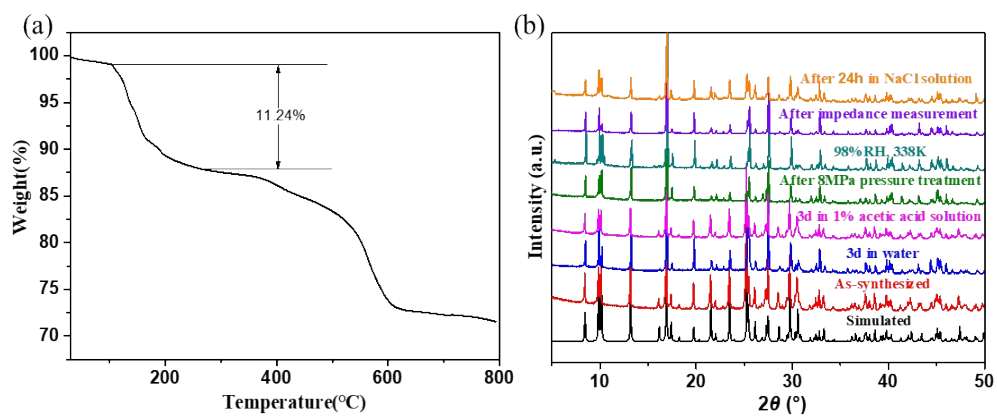 (a)
100
95
90
85
80
75
70
Weight(%)
11.24%
200
400
600
800
Temperature(°C)
(b)
Intensity (a.u.)
After 24h in NaCl solution
After impedance measurement
98%RH, 338K
After 8MPa pressure treatment
3d in 1% acetic acid solution
3d in water
As-synthesized
Simulated
10
20
30
40
50
2θ (°)